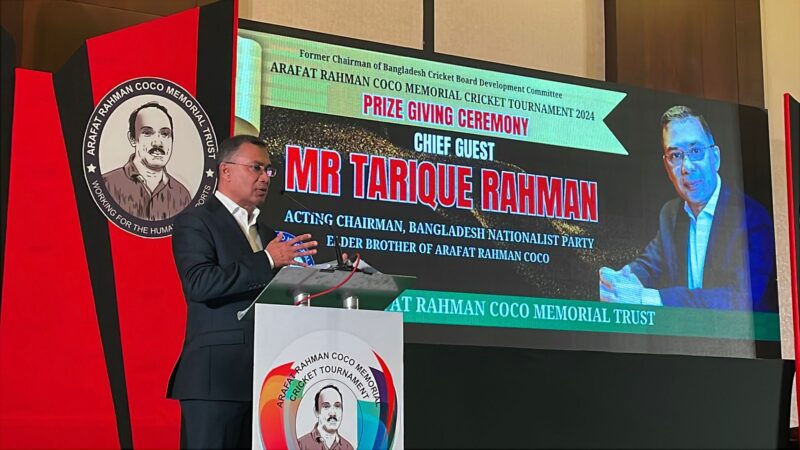 ARAFAT RAHMAN COCO MEMORIAL TRUST
WORKING FOR THE HUMAN
Former Chairman of Bangladesh Cricket Board Development Committee
ARAFAT RAHMAN COCO MEMORIAL CRICKET TOURNAMENT 2024
PRIZE GIVING CEREMONY
CHIEF GUEST
MR TARIQUE RAHMAN
ACTING CHAIRMAN, BANGLADESH NATIONALIST PARTY
ELDER BROTHER OF ARAFAT RAHMAN COCO
FAT RAHMAN COCO MEMORIAL TRUST
ARAFAT RAHMAN COCO MEMORIAL
CRICKET TOURNAMENT